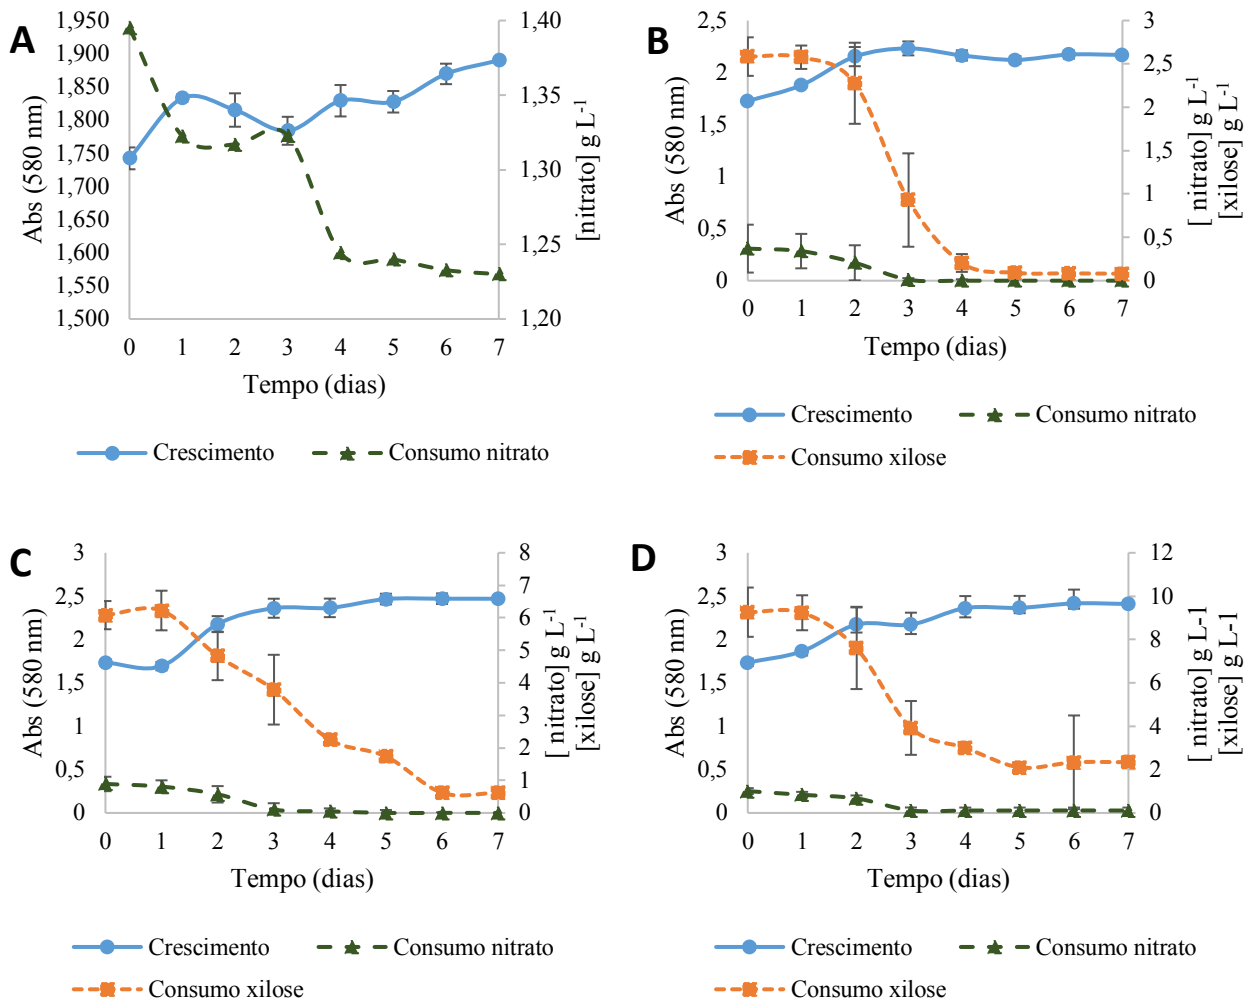 A
1,950
1,900
1,850
1,800
1,750
1,700
1,650
1,600
1,550
1,500
Abs (580 nm)
1,40
1,35
1,30
1,25
1,20
[nitrato] g L-1
0 1 2 3 4 5 6 7
Tempo (dias)
Crescimento Consumo nitrato
B
2,5
2
1,5
1
0,5
0
Abs (580 nm)
3
2,5
2
1,5
1
0,5
0
[ nitrato] g L-1
[xilose] g L-1
0 1 2 3 4 5 6 7
Tempo (dias)
Crescimento Consumo nitrato
Consumo xilose
C
3
2,5
2
1,5
1
0,5
0
Abs (580 nm)
8
7
6
5
4
3
2
1
0
[ nitrato] g L-1
[xilose] g L-1
0 1 2 3 4 5 6 7
Tempo (dias)
Crescimento Consumo nitrato
Consumo xilose
D
3
2,5
2
1,5
1
0,5
0
Abs (580 nm)
12
10
8
6
4
2
0
[ nitrato] g L-1
[xilose] g L-1
0 1 2 3 4 5 6 7
Tempo (dias)
Crescimento Consumo nitrato
Consumo xilose